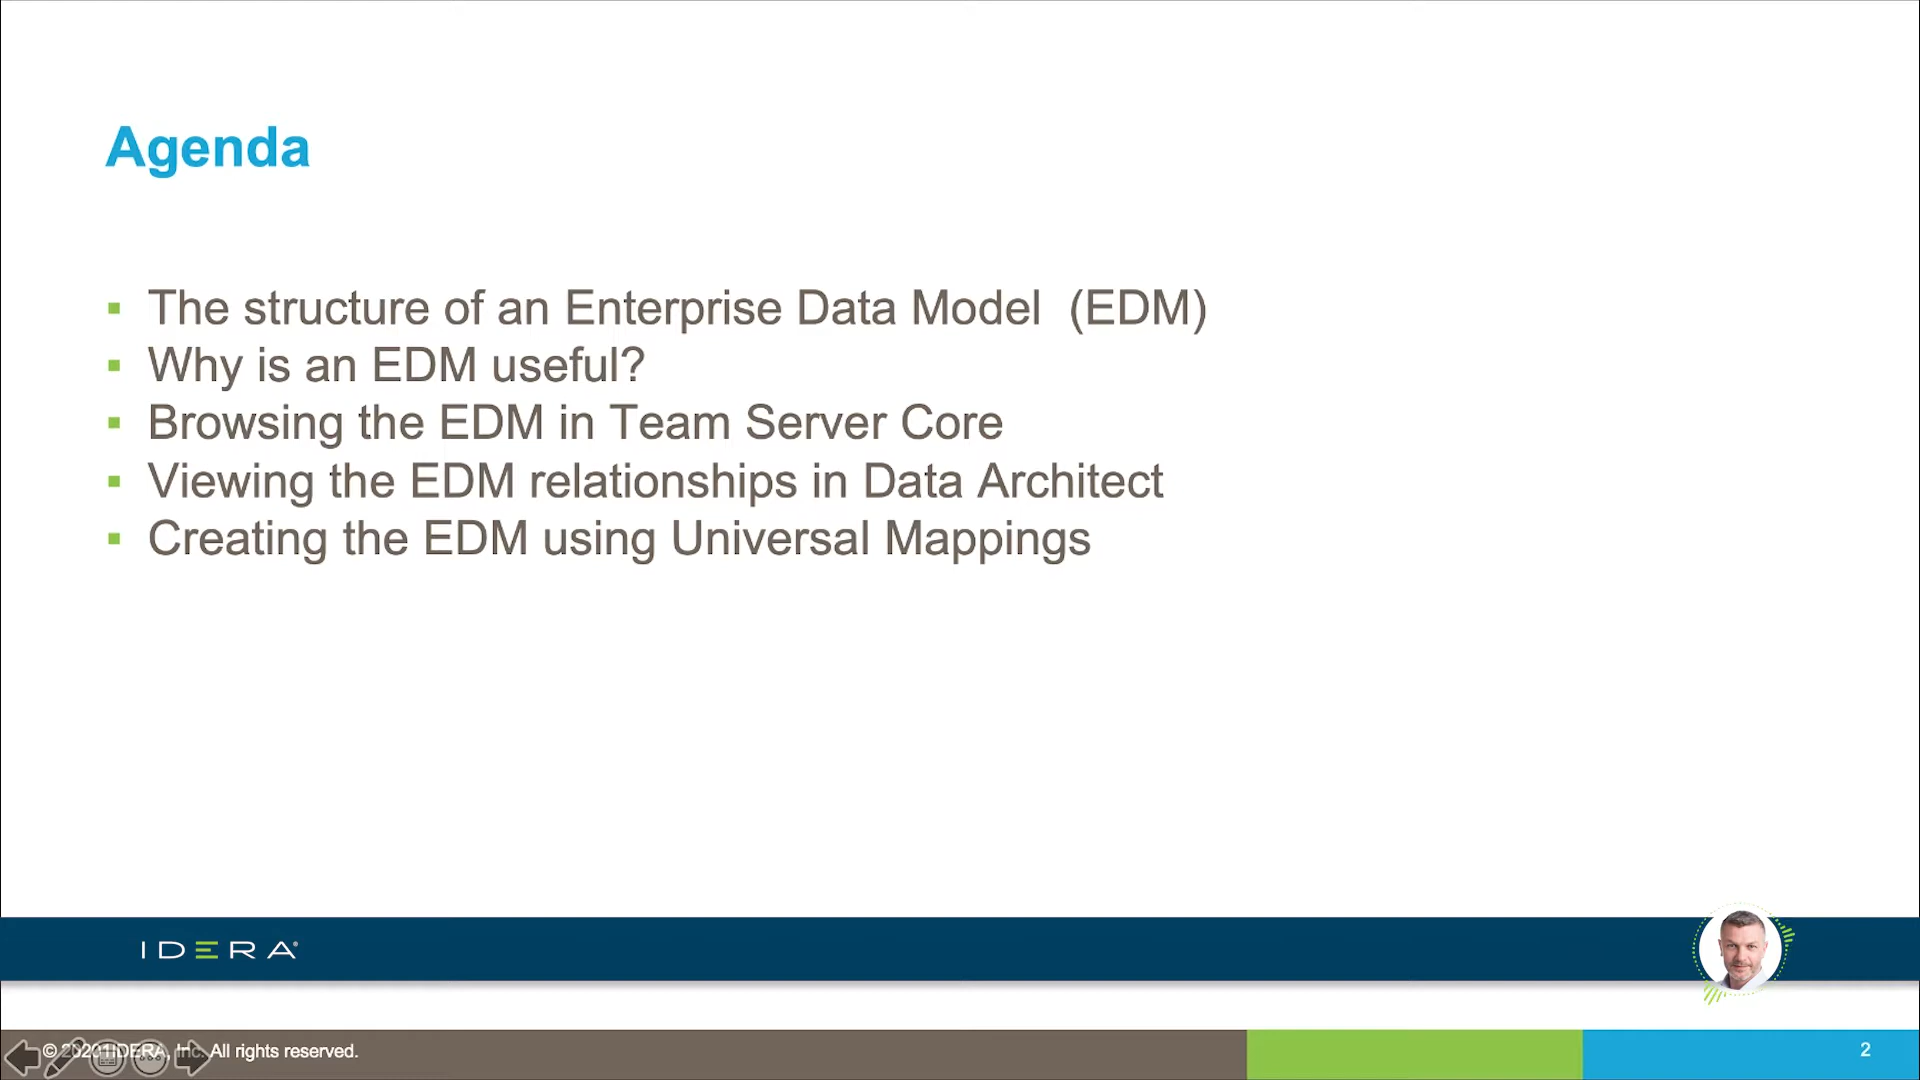 Agenda
▪ The structure of an Enterprise Data Model (EDM)
▪ Why is an EDM useful?
▪ Browsing the EDM in Team Server Core
▪ Viewing the EDM relationships in Data Architect
▪ Creating the EDM using Universal Mappings
IDERA®
© 20201IDERA, Inc. All rights reserved.
2